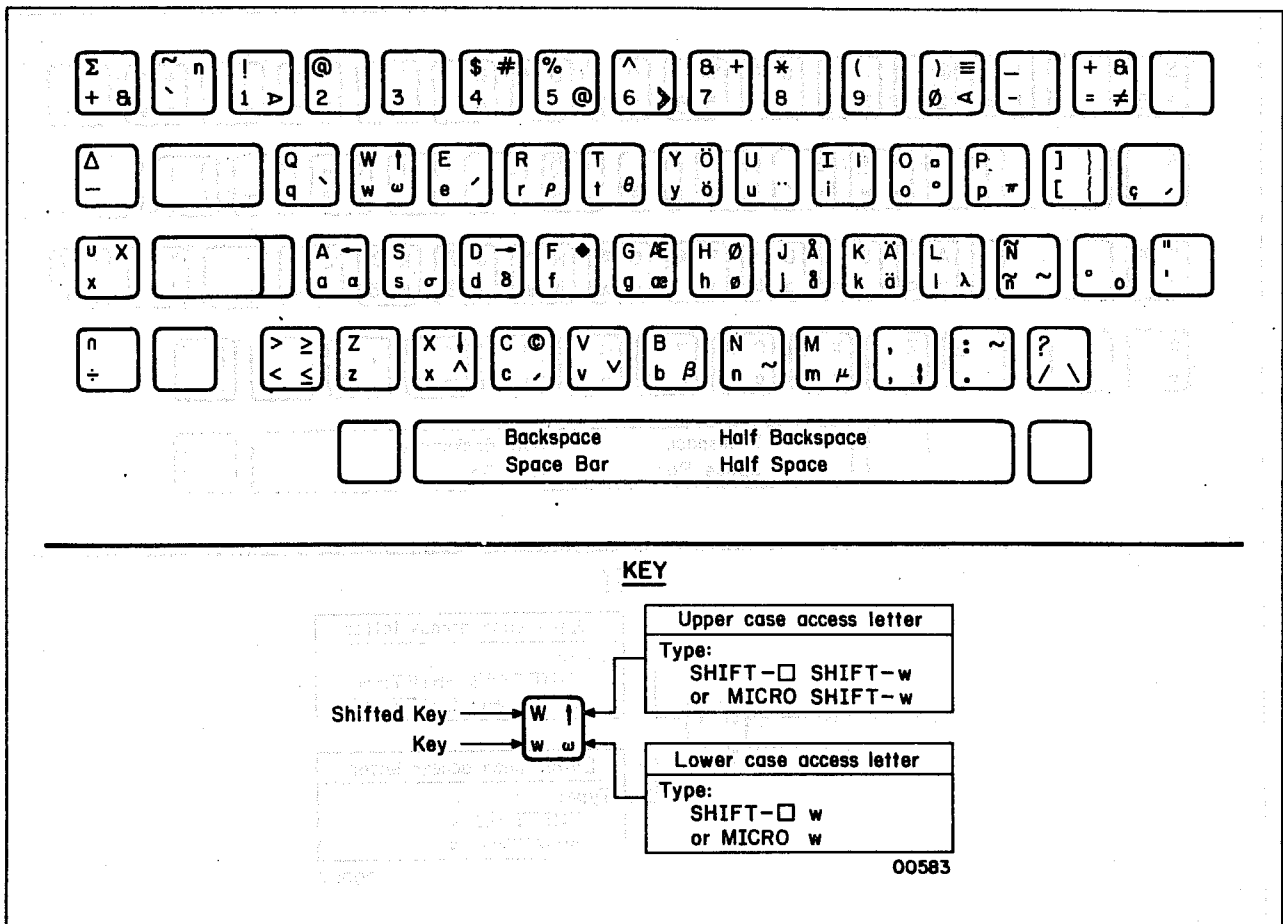 Σ ~ n ! @ $ # % ^ & + * ( ) ≡ _ + &
+ & ` 1 ⩥ 2 3 4 5 @ 6 ⪢ 7 8 9 Ø ⋖ - = ≠
Δ Q W ↑ E R T Y Ö U I | O ¤ P ] }
— q ` w ω e ´ r ρ t θ y ö u ¨ i o ° p π [ { ç ¸
∪ X A ← S D → F ◆ G Æ H Ø J Å K Ä L Ñ "
x a α s σ d δ f g æ h ø j å k ä l λ ñ ~ ° o '
∩ > ≥ Z X ↓ C © V B N M , : ~ ?
÷ < ≤ z x ^ c ¸ v ˅ b β n ~ m μ , . / \
Backspace Half Backspace
Space Bar Half Space
KEY
Upper case access letter
Type:
SHIFT-□ SHIFT-w
or MICRO SHIFT-w
Shifted Key W ↑
Key w ω
Lower case access letter
Type:
SHIFT-□ w
or MICRO w
00583